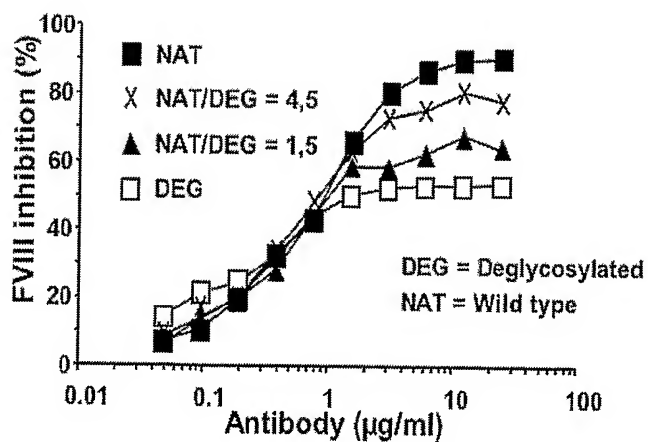 100
80
60
40
20
0
FVIII inhibition (%)
NAT
NAT/DEG = 4,5
NAT/DEG = 1,5
DEG
DEG = Deglycosylated
NAT = Wild type
0.01
0.1
1
10
100
Antibody (µg/ml)